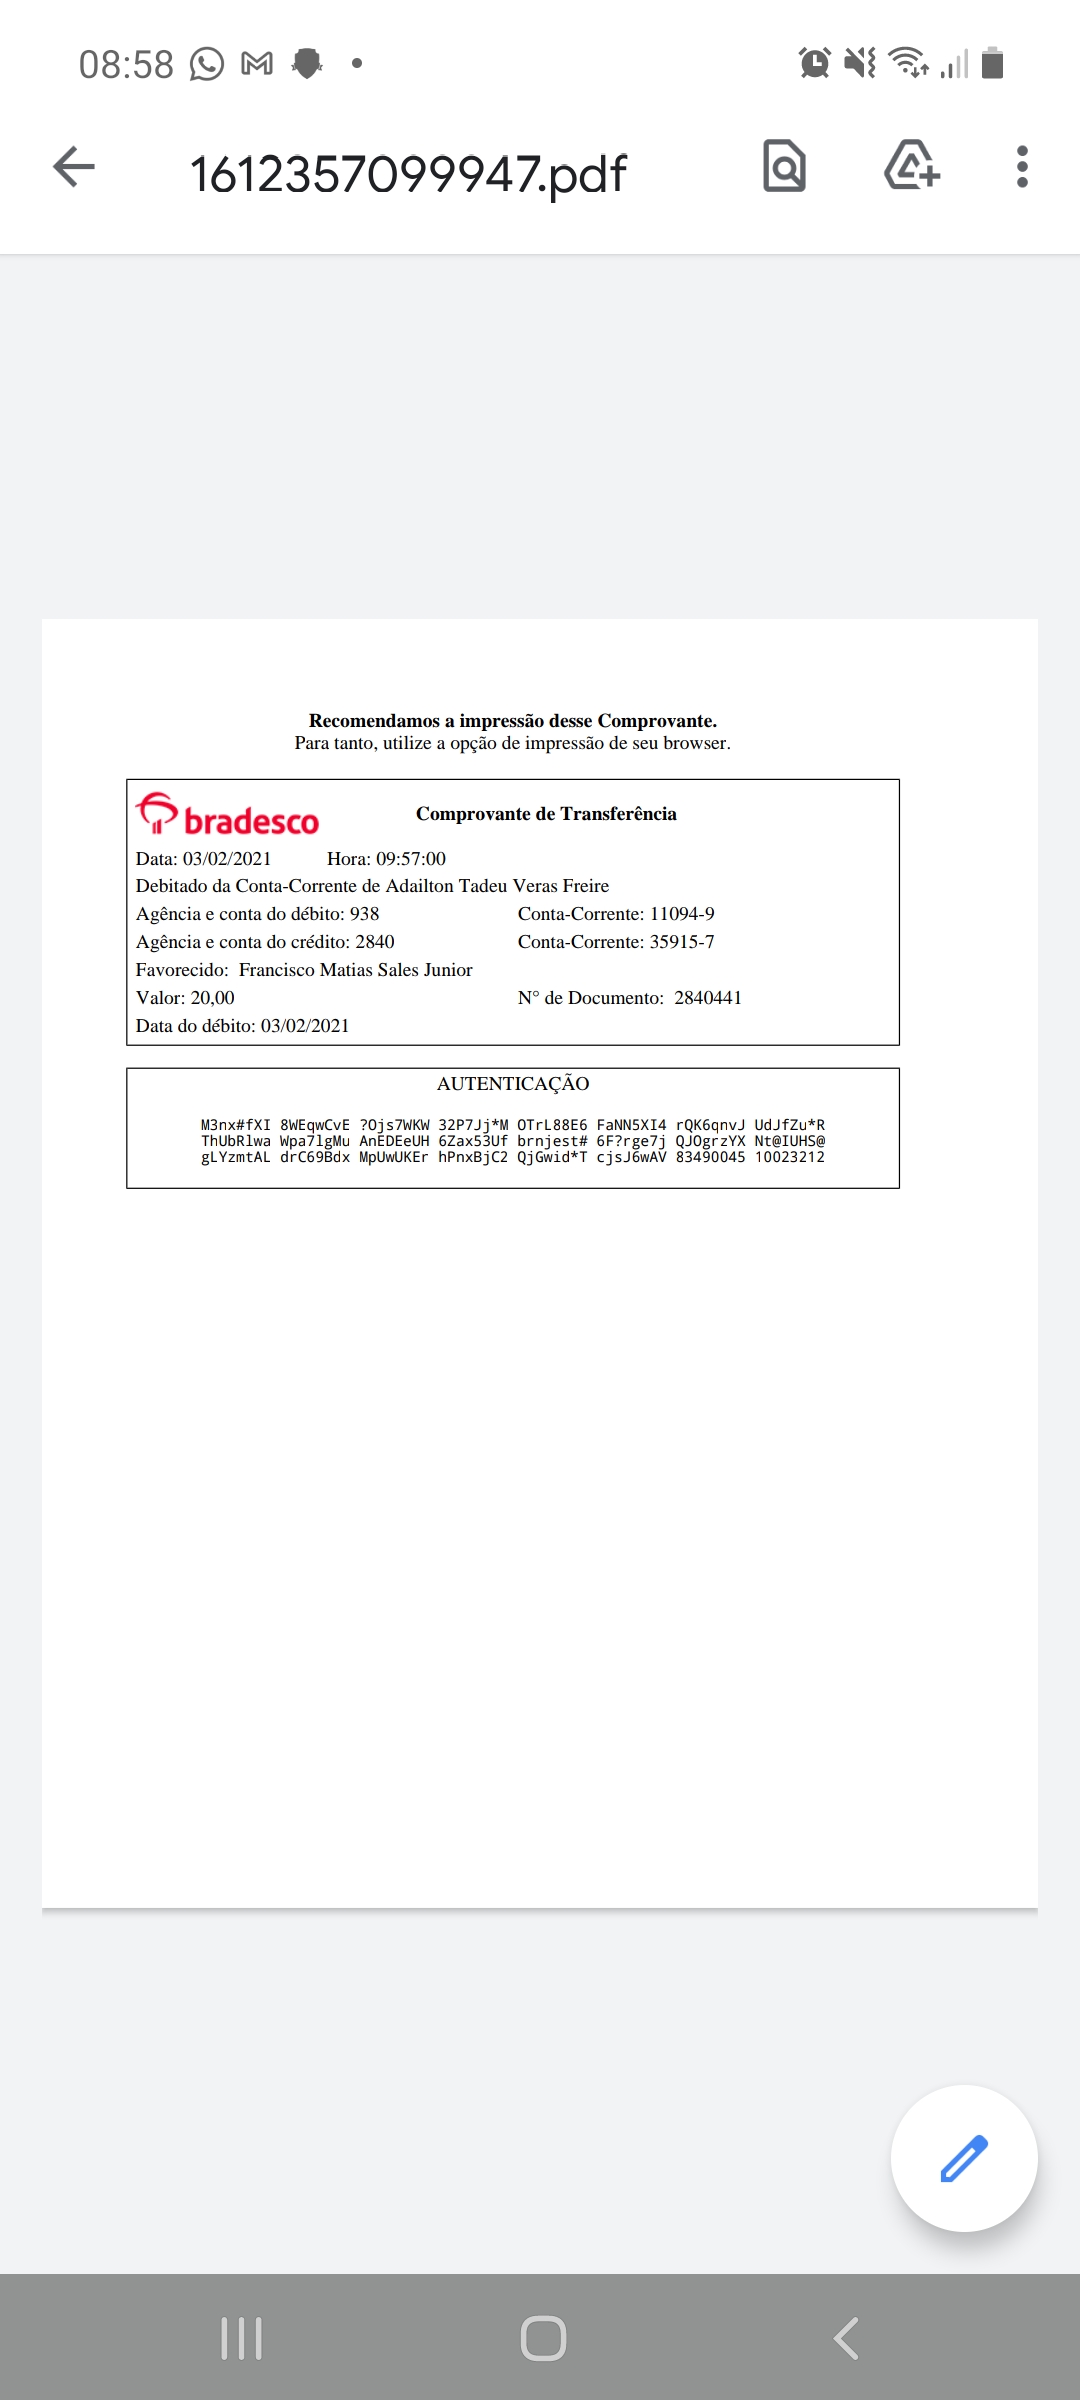 08:58
1612357099947.pdf
Recomendamos a impressão desse Comprovante.
Para tanto, utilize a opção de impressão de seu browser.
bradesco Comprovante de Transferência
Data: 03/02/2021 Hora: 09:57:00
Debitado da Conta-Corrente de Adailton Tadeu Veras Freire
Agência e conta do débito: 938 Conta-Corrente: 11094-9
Agência e conta do crédito: 2840 Conta-Corrente: 35915-7
Favorecido: Francisco Matias Sales Junior
Valor: 20,00 N° de Documento: 2840441
Data do débito: 03/02/2021
AUTENTICAÇÃO
M3nx#fXI 8WEqwCvE ?Ojs7WKW 32P7Jj*M OTrL88E6 FaNN5XI4 rQK6qnvJ UdJfZu*R
ThUbRlwa Wpa7lgMu AnEDEeUH 6Zax53Uf brnjest# 6F?rge7j QJOgrzYX Nt@IUHS@
gLYzmtAL drC69Bdx MpUwUKEr hPnxBjC2 QjGwid*T cjsJ6wAV 83490045 10023212